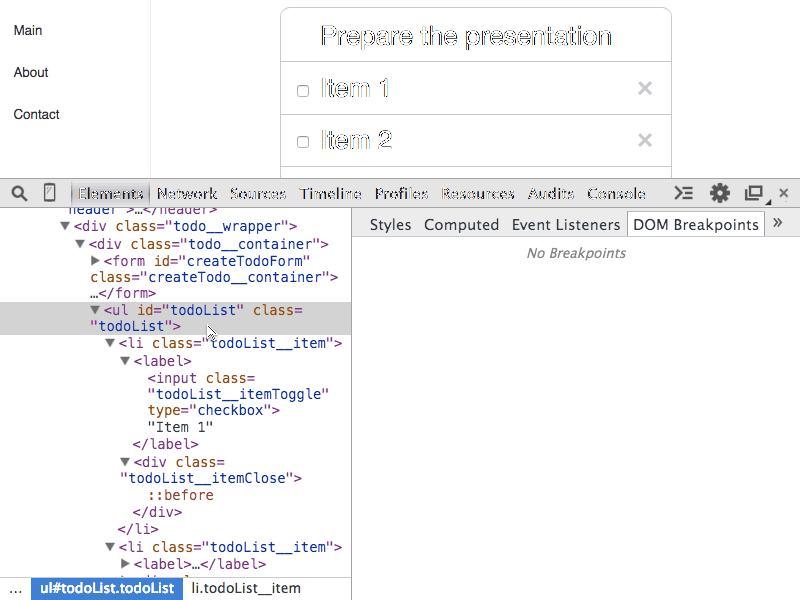 Main
About
Contact
Prepare the presentation
Item 1 ×
Item 2 ×
Elements Network Sources Timeline Profiles Resources Audits Console
header">…</header>
<div class="todo__wrapper">
<div class="todo__container">
<form id="createTodoForm"
class="createTodo__container">
…</form>
<ul id="todoList" class=
"todoList">
<li class="todoList__item">
<label>
<input class=
"todoList__itemToggle"
type="checkbox">
"Item 1"
</label>
<div class=
"todoList__itemClose">
::before
</div>
</li>
<li class="todoList__item">
<label>…</label>
... ul#todoList.todoList li.todoList__item
Styles Computed Event Listeners DOM Breakpoints »
No Breakpoints